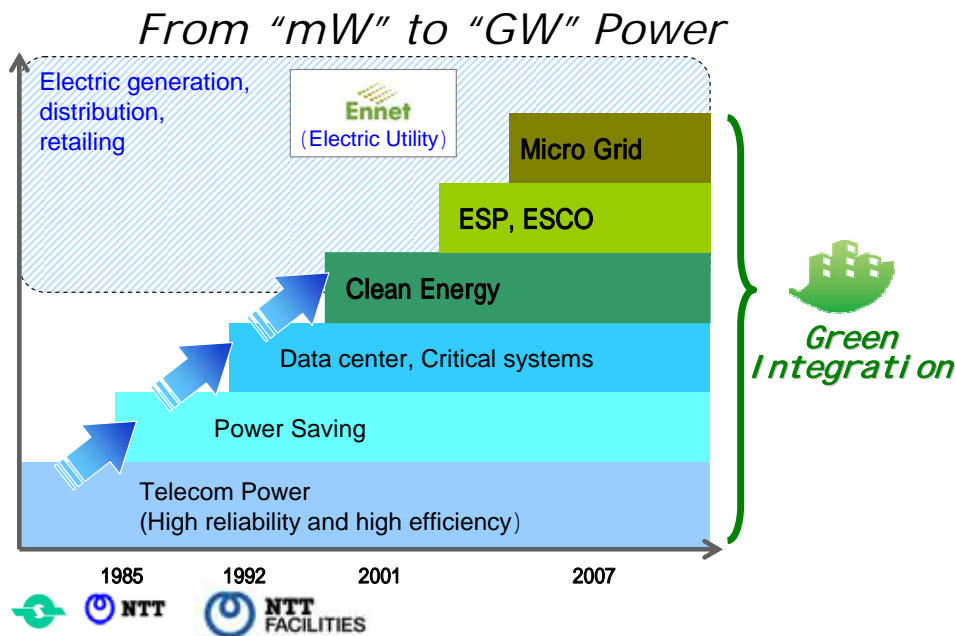 From “mW” to “GW” Power
Electric generation,
distribution,
retailing
Ennet
(Electric Utility)
Micro Grid
ESP, ESCO
Clean Energy
Data center, Critical systems
Power Saving
Telecom Power
(High reliability and high efficiency)
Green
Integration
1985
1992
2001
2007
NTT
NTT
FACILITIES